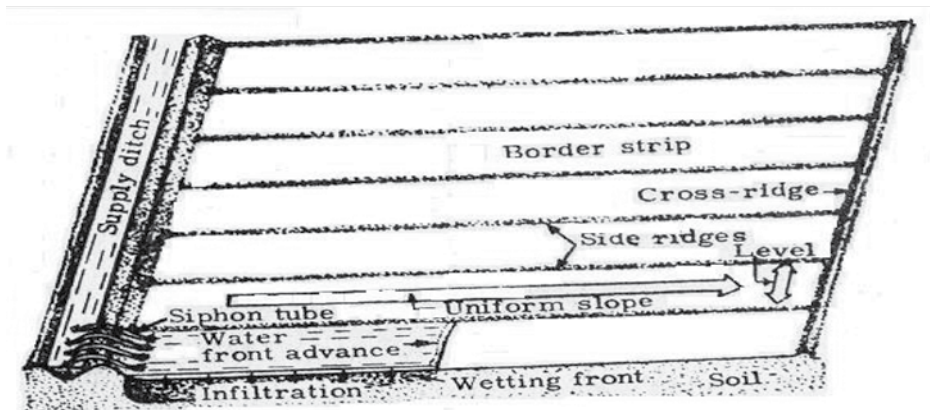 Supply ditch
Border strip
Cross-ridge
Side ridges
Level
Uniform slope
Siphon tube
Water
front advance
Wetting front
Soil
Infiltration